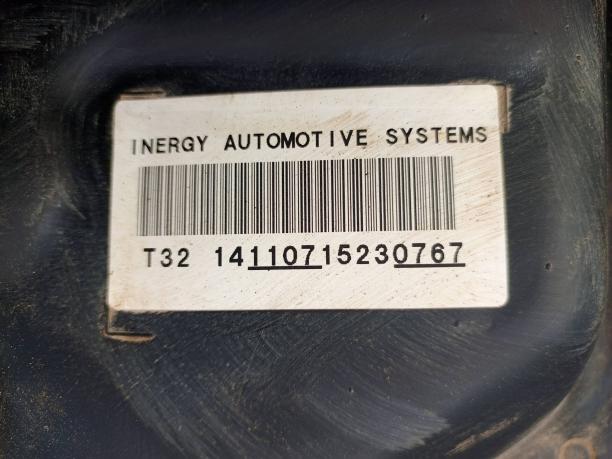 INERGY AUTOMOTIVE SYSTEMS
T32 14110715230767